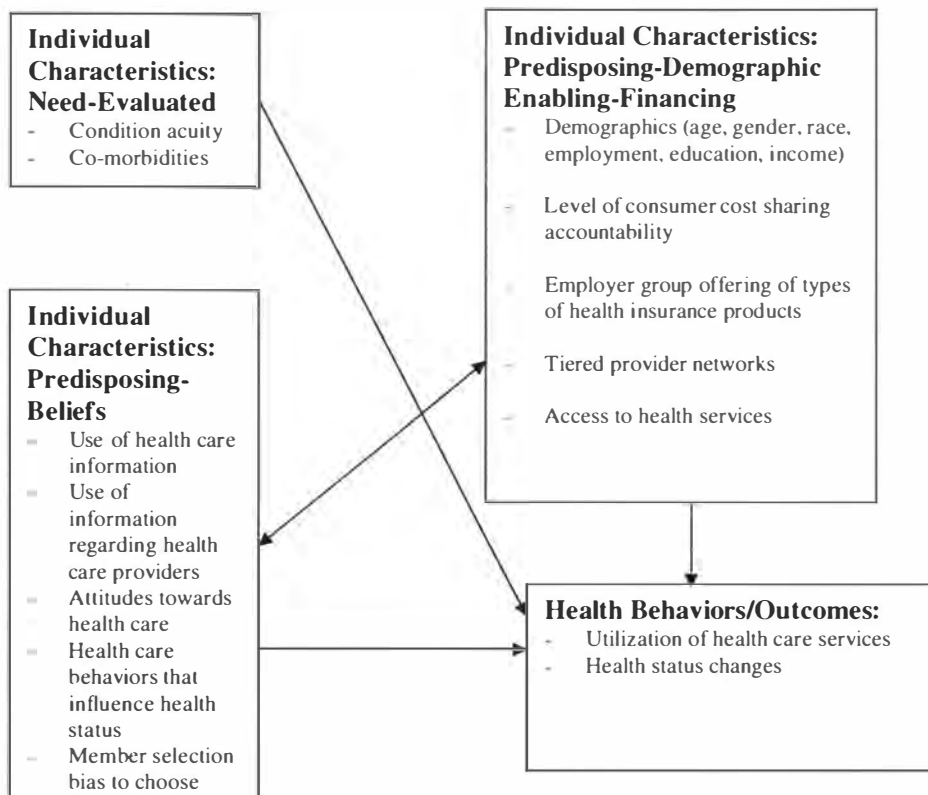 Individual
Characteristics:
Need-Evaluated
- Condition acuity
- Co-morbidities
Individual Characteristics:
Predisposing-Demographic
Enabling-Financing
- Demographics (age, gender, race,
employment, education, income)
- Level of consumer cost sharing
accountability
- Employer group offering of types
of health insurance products
- Tiered provider networks
- Access to health services
Individual
Characteristics:
Predisposing-
Beliefs
- Use of health care
information
- Use of
information
regarding health
care providers
- Attitudes towards
health care
- Health care
behaviors that
influence health
status
- Member selection
bias to choose
Health Behaviors/Outcomes:
- Utilization of health care services
- Health status changes